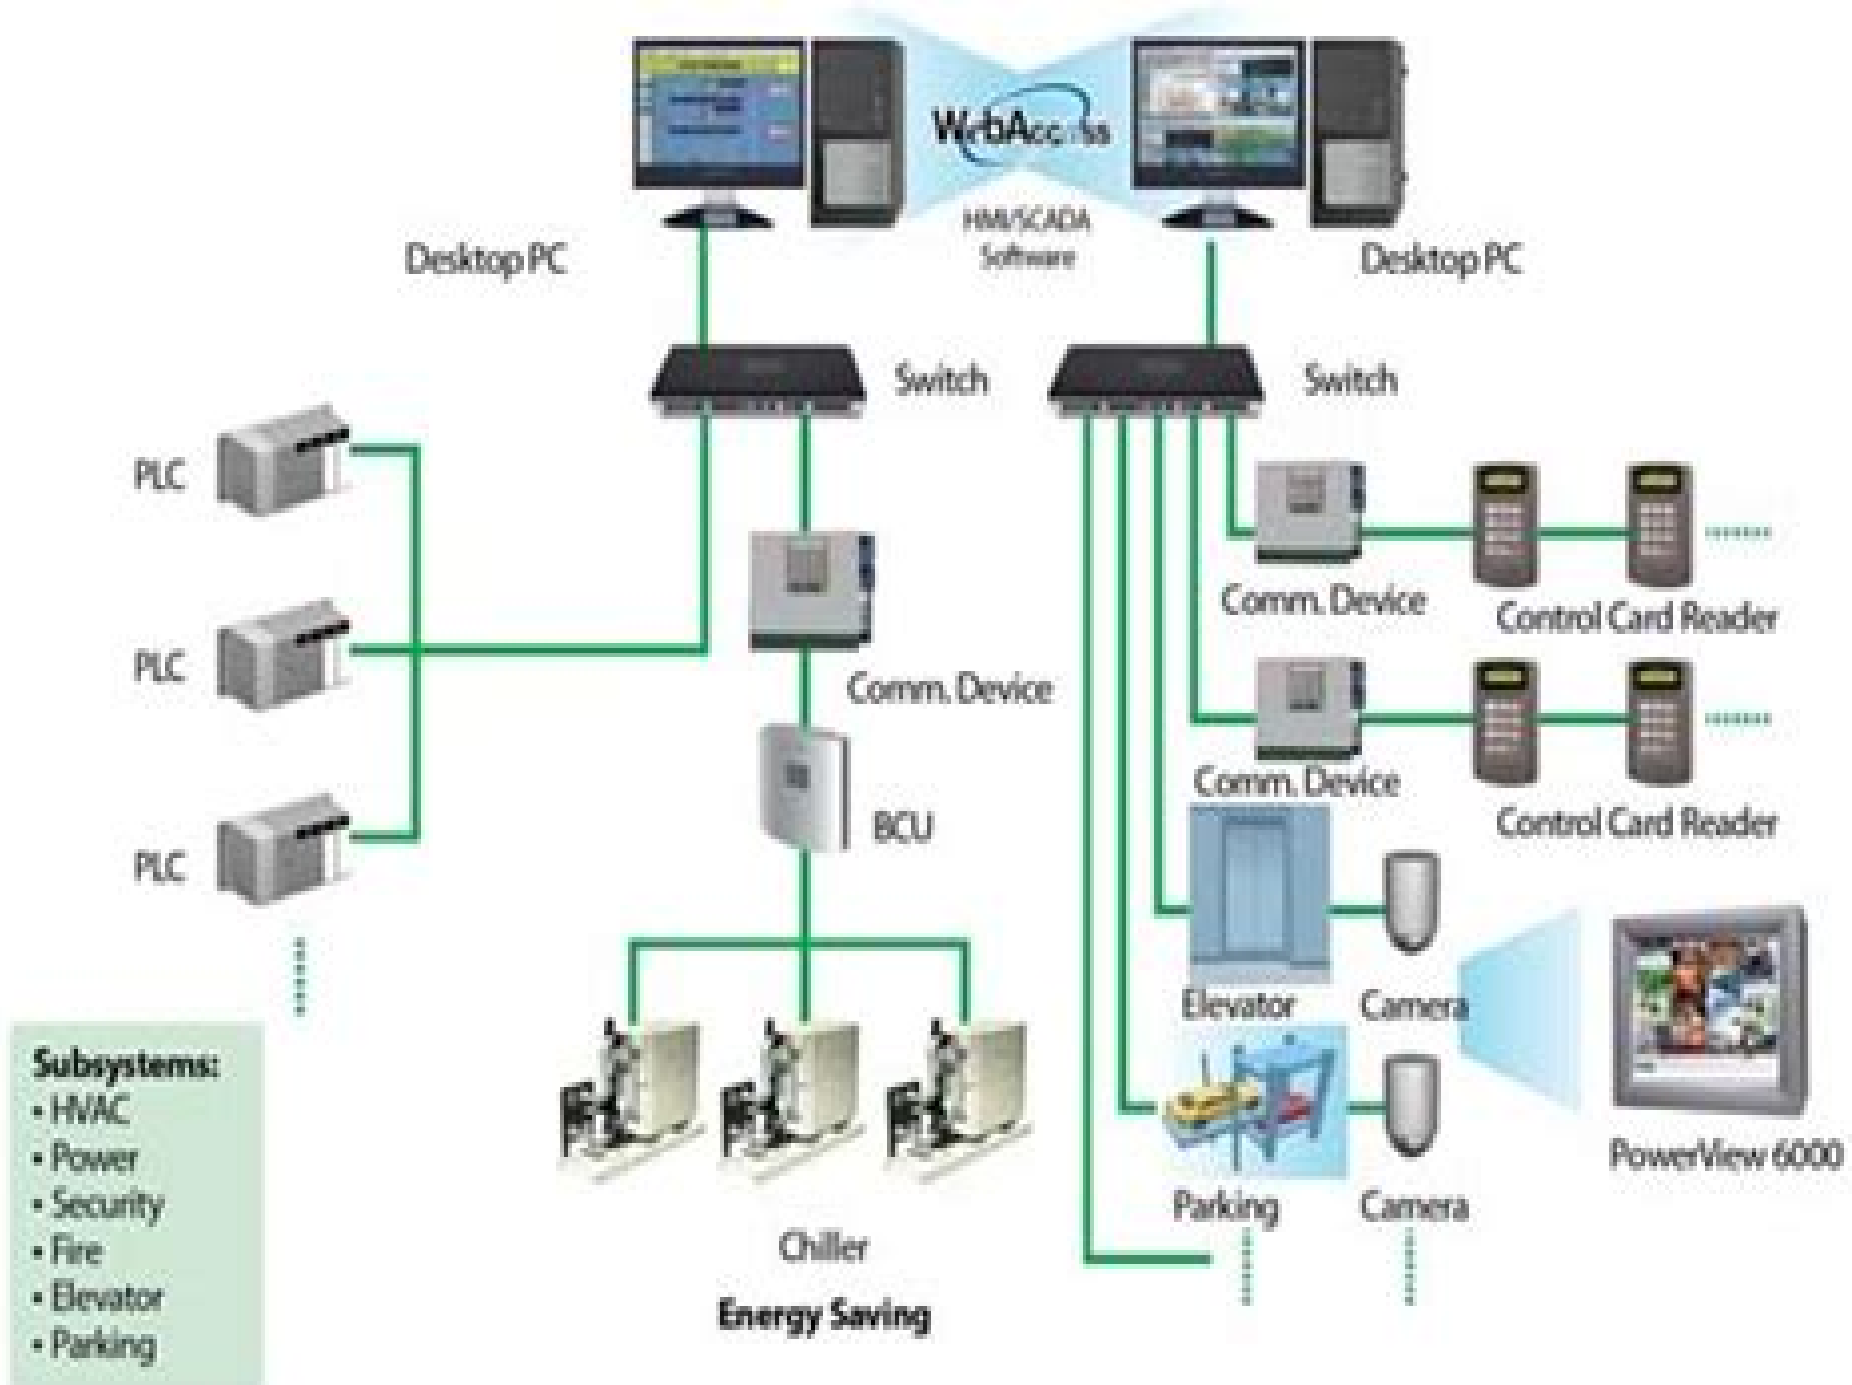 WebAccess
HMI/SCADA
Software
Desktop PC
Desktop PC
Switch
Switch
PLC
PLC
PLC
Comm. Device
BCU
Comm. Device
Control Card Reader
Comm. Device
Control Card Reader
Elevator
Camera
Parking
Camera
PowerView 6000
Chiller
Energy Saving
Subsystems:
• HVAC
• Power
• Security
• Fire
• Elevator
• Parking